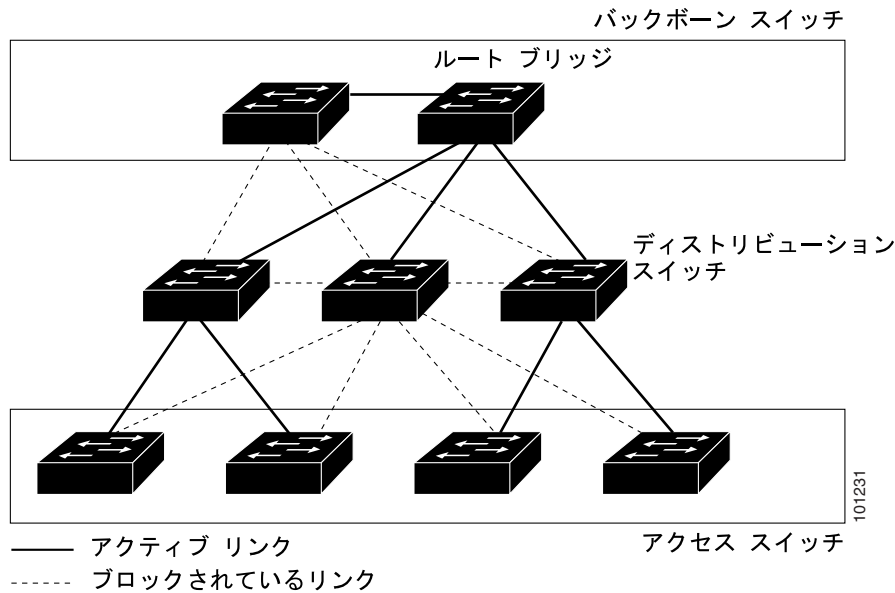 バックボーン スイッチ
ルート ブリッジ
ディストリビューション
スイッチ
101231
アクセス スイッチ
アクティブ リンク
ブロックされているリンク